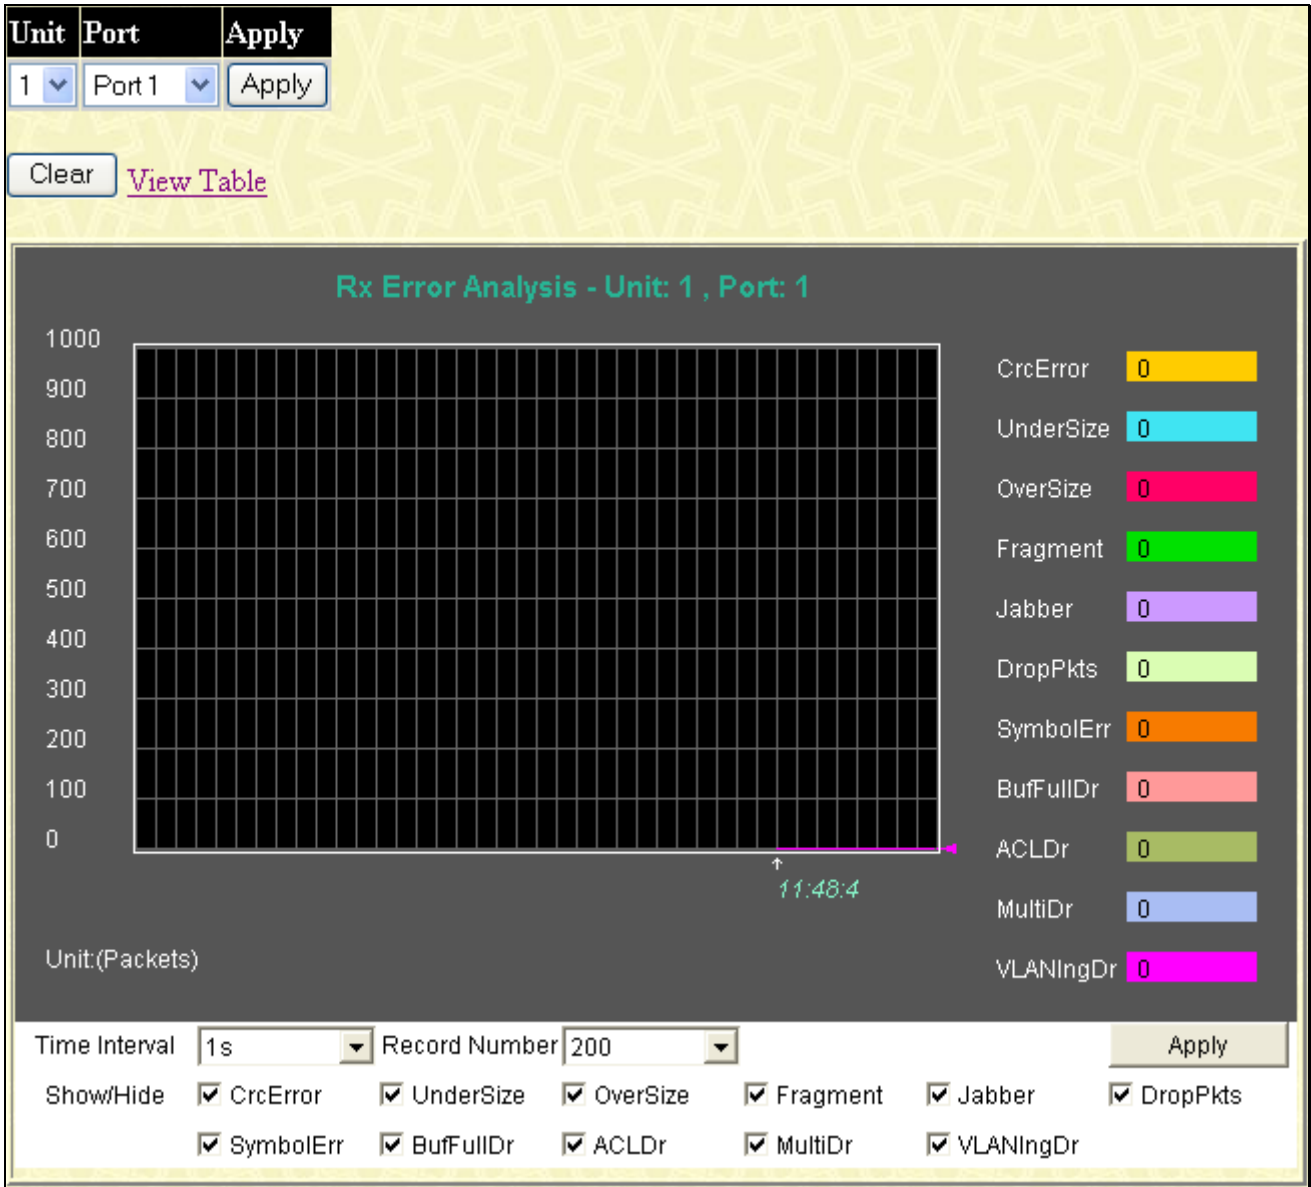 Unit Port Apply
1 Port 1 Apply
Clear View Table
Rx Error Analysis - Unit: 1 , Port: 1
1000
900
800
700
600
500
400
300
200
100
0
11:48:4
Unit:(Packets)
CrcError 0
UnderSize 0
OverSize 0
Fragment 0
Jabber 0
DropPkts 0
SymbolErr 0
BufFullDr 0
ACLDr 0
MultiDr 0
VLANIngDr 0
Time Interval 1s Record Number 200 Apply
Show/Hide CrcError UnderSize OverSize Fragment Jabber DropPkts
SymbolErr BufFullDr ACLDr MultiDr VLANIngDr